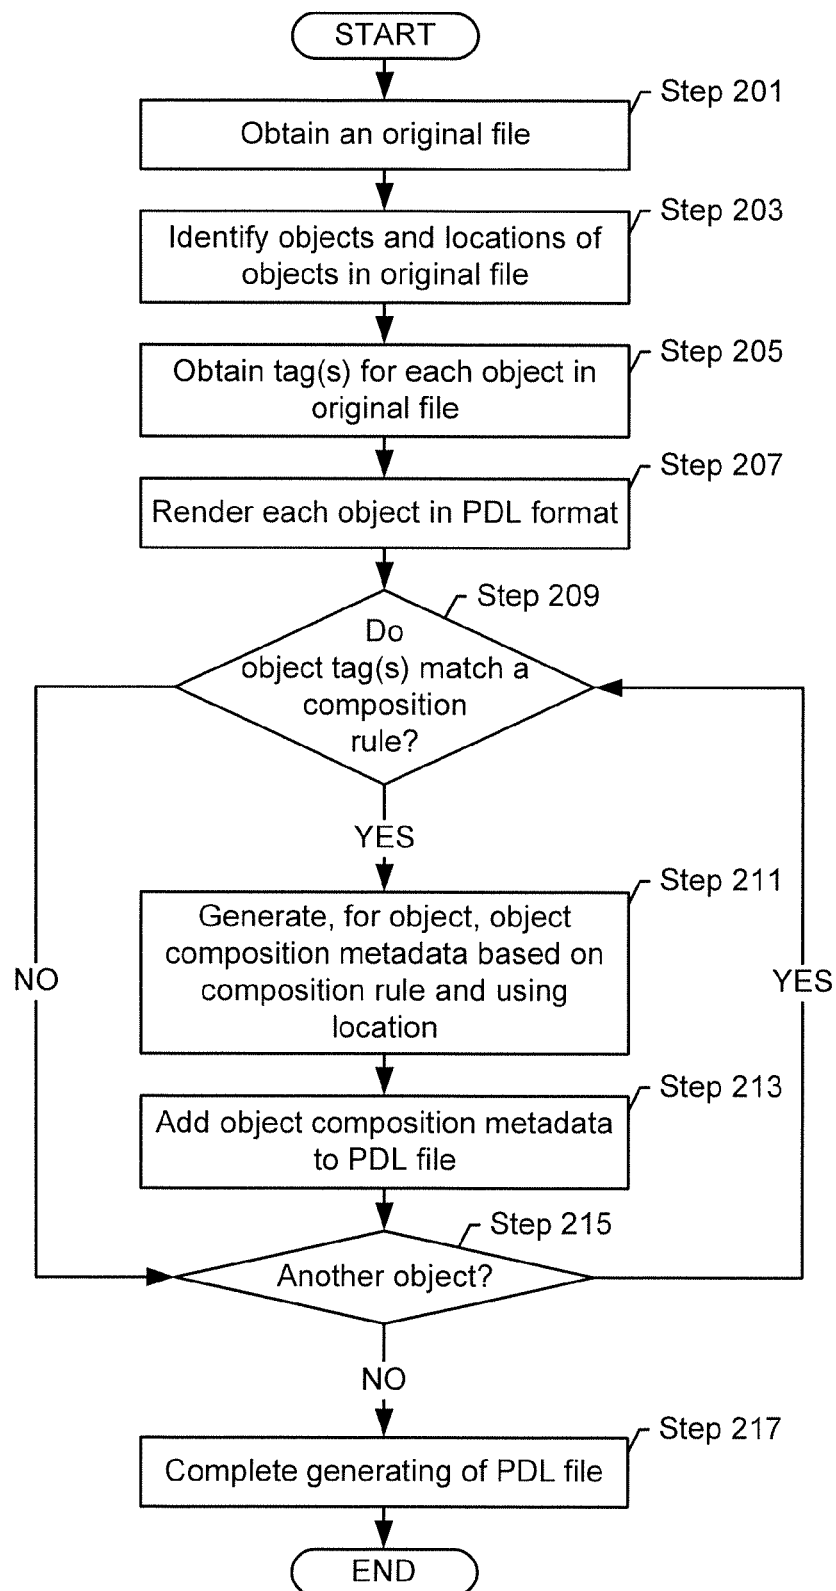 START
Step 201
Obtain an original file
Step 203
Identify objects and locations of
objects in original file
Step 205
Obtain tag(s) for each object in
original file
Step 207
Render each object in PDL format
Step 209
Do
object tag(s) match a
composition
rule?
YES
Step 211
Generate, for object, object
composition metadata based on
composition rule and using
location
NO
YES
Step 213
Add object composition metadata
to PDL file
Step 215
Another object?
NO
Step 217
Complete generating of PDL file
END